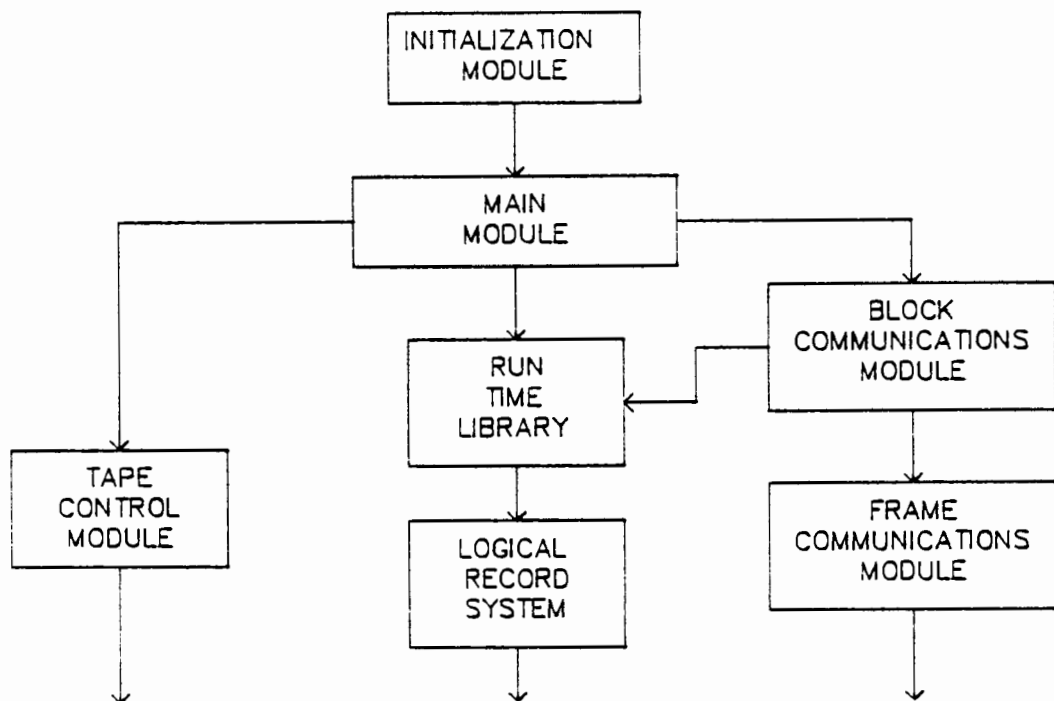 INITIALIZATION
MODULE
MAIN
MODULE
BLOCK
COMMUNICATIONS
MODULE
RUN
TIME
LIBRARY
TAPE
CONTROL
MODULE
FRAME
COMMUNICATIONS
MODULE
LOGICAL
RECORD
SYSTEM